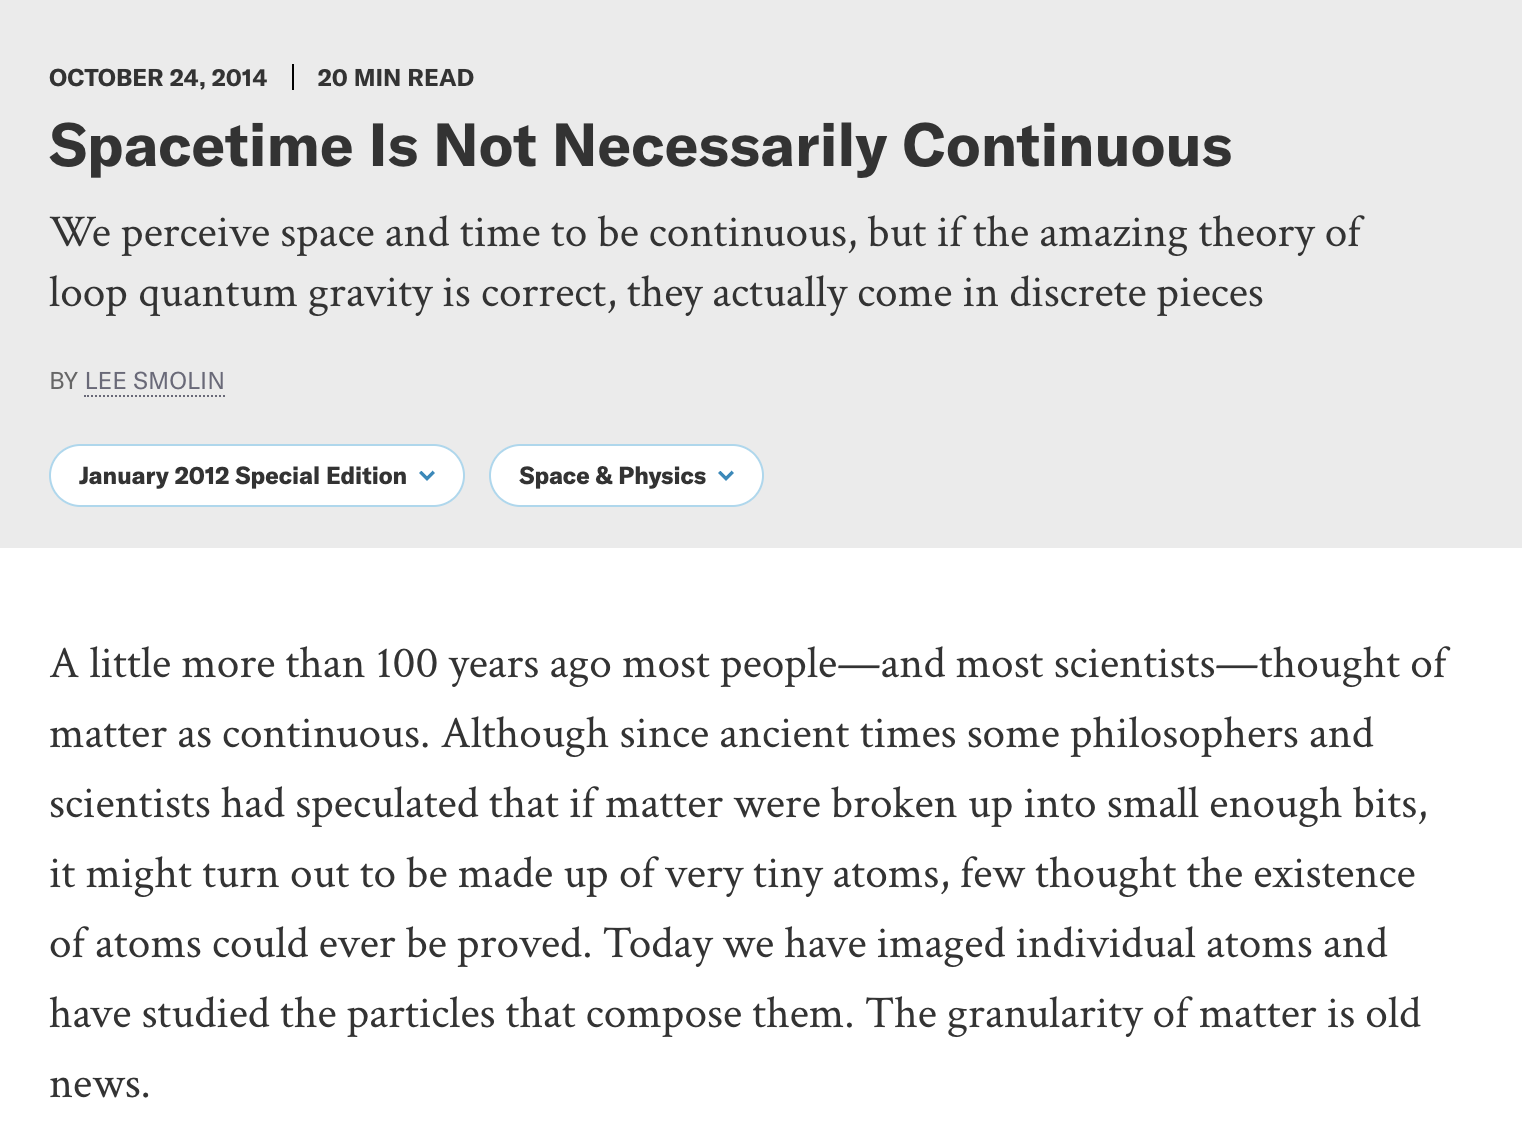 OCTOBER 24, 2014 | 20 MIN READ
Spacetime Is Not Necessarily Continuous
We perceive space and time to be continuous, but if the amazing theory of
loop quantum gravity is correct, they actually come in discrete pieces
BY LEE SMOLIN
January 2012 Special Edition Space & Physics
A little more than 100 years ago most people—and most scientists—thought of
matter as continuous. Although since ancient times some philosophers and
scientists had speculated that if matter were broken up into small enough bits,
it might turn out to be made up of very tiny atoms, few thought the existence
of atoms could ever be proved. Today we have imaged individual atoms and
have studied the particles that compose them. The granularity of matter is old
news.